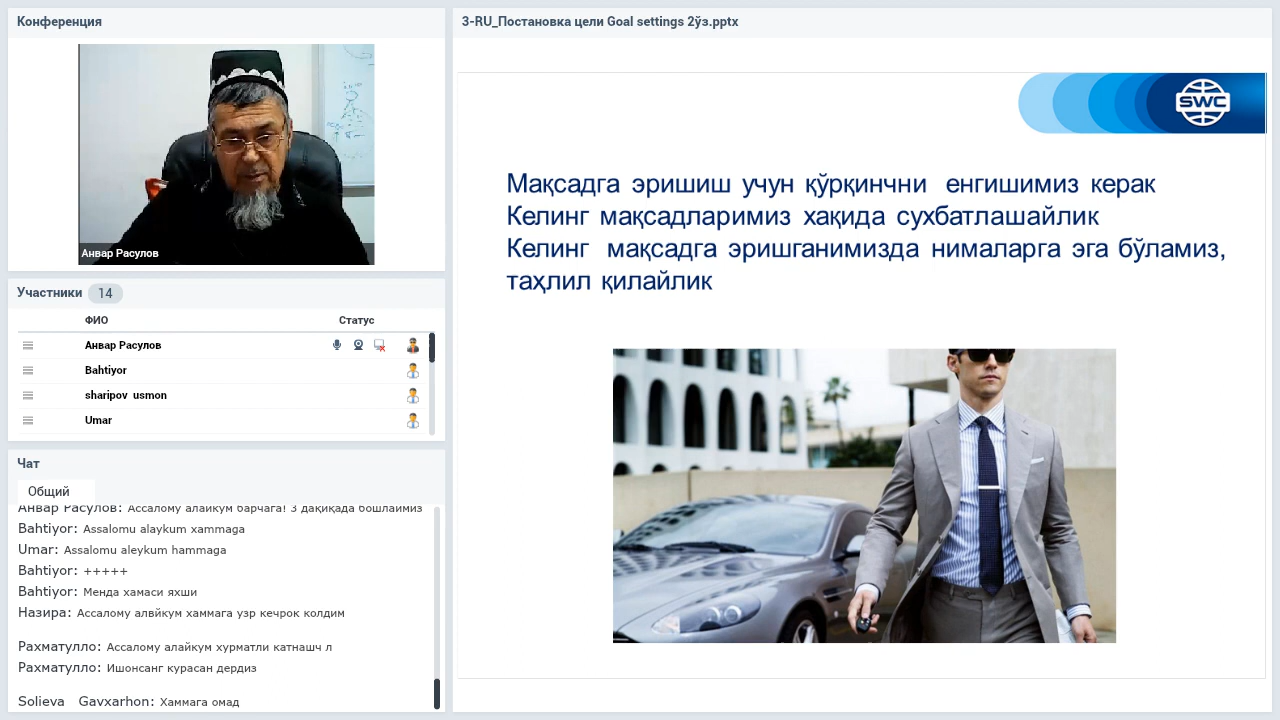 Конференция
Анвар Расулов
Участники 14
ФИО Статус
Анвар Расулов
Bahtiyor
sharipov usmon
Umar
Чат
Общий
Анвар Расулов: Ассалому алайкум барчага! 3 дақиқада бошлаймиз
Bahtiyor: Assalomu alaykum xammaga
Umar: Assalomu aleykum hammaga
Bahtiyor: +++++
Bahtiyor: Менда хамаси яхши
Назира: Ассалому алвйкум хаммага узр кечрок колдим
Рахматулло: Ассалому алайкум хурматли катнашч л
Рахматулло: Ишонсанг курасан дердиз
Solieva Gavxarhon: Хаммага омад
3-RU_Постановка цели Goal settings 2ўз.pptx
SWC
Мақсадга эришиш учун қўрқинчни енгишимиз керак
Келинг мақсадларимиз хақида сухбатлашайлик
Келинг мақсадга эришганимизда нималарга эга бўламиз,
таҳлил қилайлик